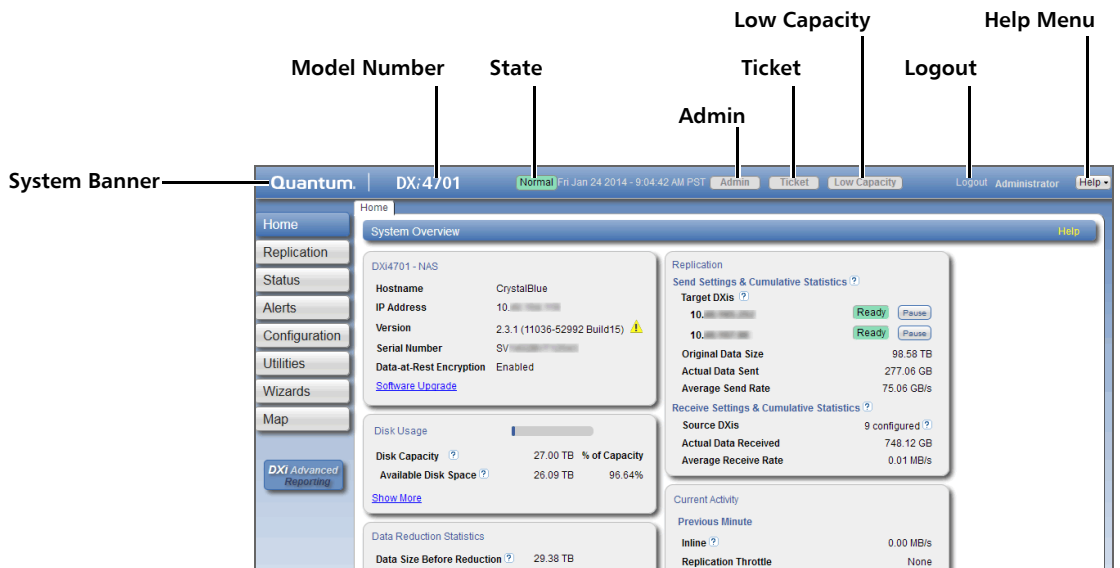 Low Capacity Help Menu
Model Number State Ticket Logout
Admin
System Banner
Quantum. DXi4701 Normal Fri Jan 24 2014 - 9:04:42 AM PST Admin Ticket Low Capacity Logout Administrator Help
Home
Home
Replication
Status
Alerts
Configuration
Utilities
Wizards
Map
DXi Advanced
Reporting
System Overview Help
DXi4701 - NAS
Hostname CrystalBlue
IP Address 10.
Version 2.3.1 (11036-52992 Build15)
Serial Number SV
Data-at-Rest Encryption Enabled
Software Upgrade
Disk Usage
Disk Capacity ? 27.00 TB % of Capacity
Available Disk Space ? 26.09 TB 96.64%
Show More
Data Reduction Statistics
Data Size Before Reduction ? 29.38 TB
Replication
Send Settings & Cumulative Statistics ?
Target DXis ?
10. Ready Pause
10. Ready Pause
Original Data Size 98.58 TB
Actual Data Sent 277.06 GB
Average Send Rate 75.06 GB/s
Receive Settings & Cumulative Statistics ?
Source DXis 9 configured ?
Actual Data Received 748.12 GB
Average Receive Rate 0.01 MB/s
Current Activity
Previous Minute
Inline ? 0.00 MB/s
Replication Throttle None